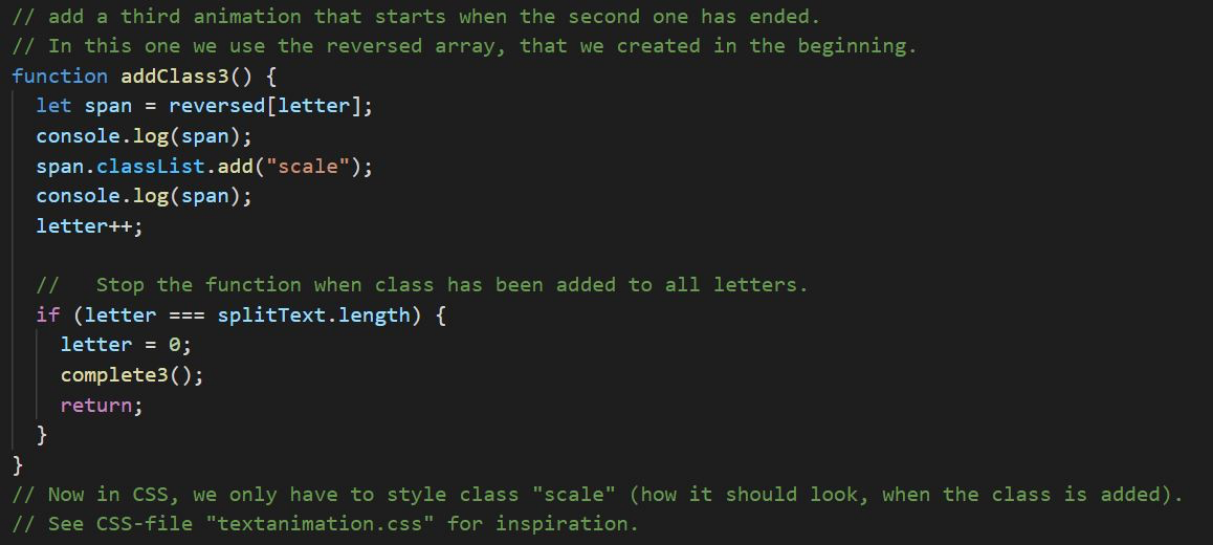 // add a third animation that starts when the second one has ended.
// In this one we use the reversed array, that we created in the beginning.
function addClass3() {
  let span = reversed[letter];
  console.log(span);
  span.classList.add("scale");
  console.log(span);
  letter++;

  //   Stop the function when class has been added to all letters.
  if (letter === splitText.length) {
    letter = 0;
    complete3();
    return;
  }
}
// Now in CSS, we only have to style class "scale" (how it should look, when the class is added).
// See CSS-file "textanimation.css" for inspiration.